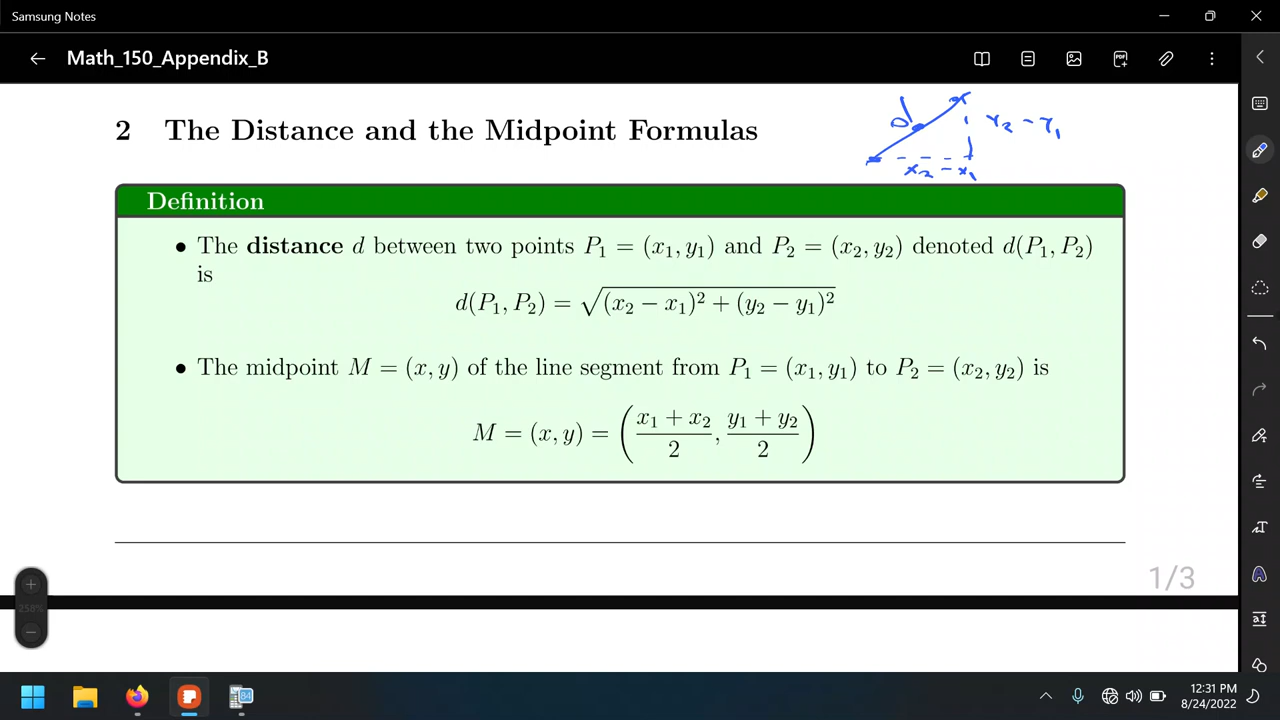 Samsung Notes
Math_150_Appendix_B
2 The Distance and the Midpoint Formulas
d
y₂ - y₁
x₂ - x₁
Definition
• The distance d between two points P₁ = (x₁, y₁) and P₂ = (x₂, y₂) denoted d(P₁, P₂)
is
d(P₁, P₂) = √((x₂ − x₁)² + (y₂ − y₁)²)
• The midpoint M = (x, y) of the line segment from P₁ = (x₁, y₁) to P₂ = (x₂, y₂) is
M = (x, y) = ((x₁ + x₂)/2, (y₁ + y₂)/2)
1/3
258%
84
12:31 PM
8/24/2022